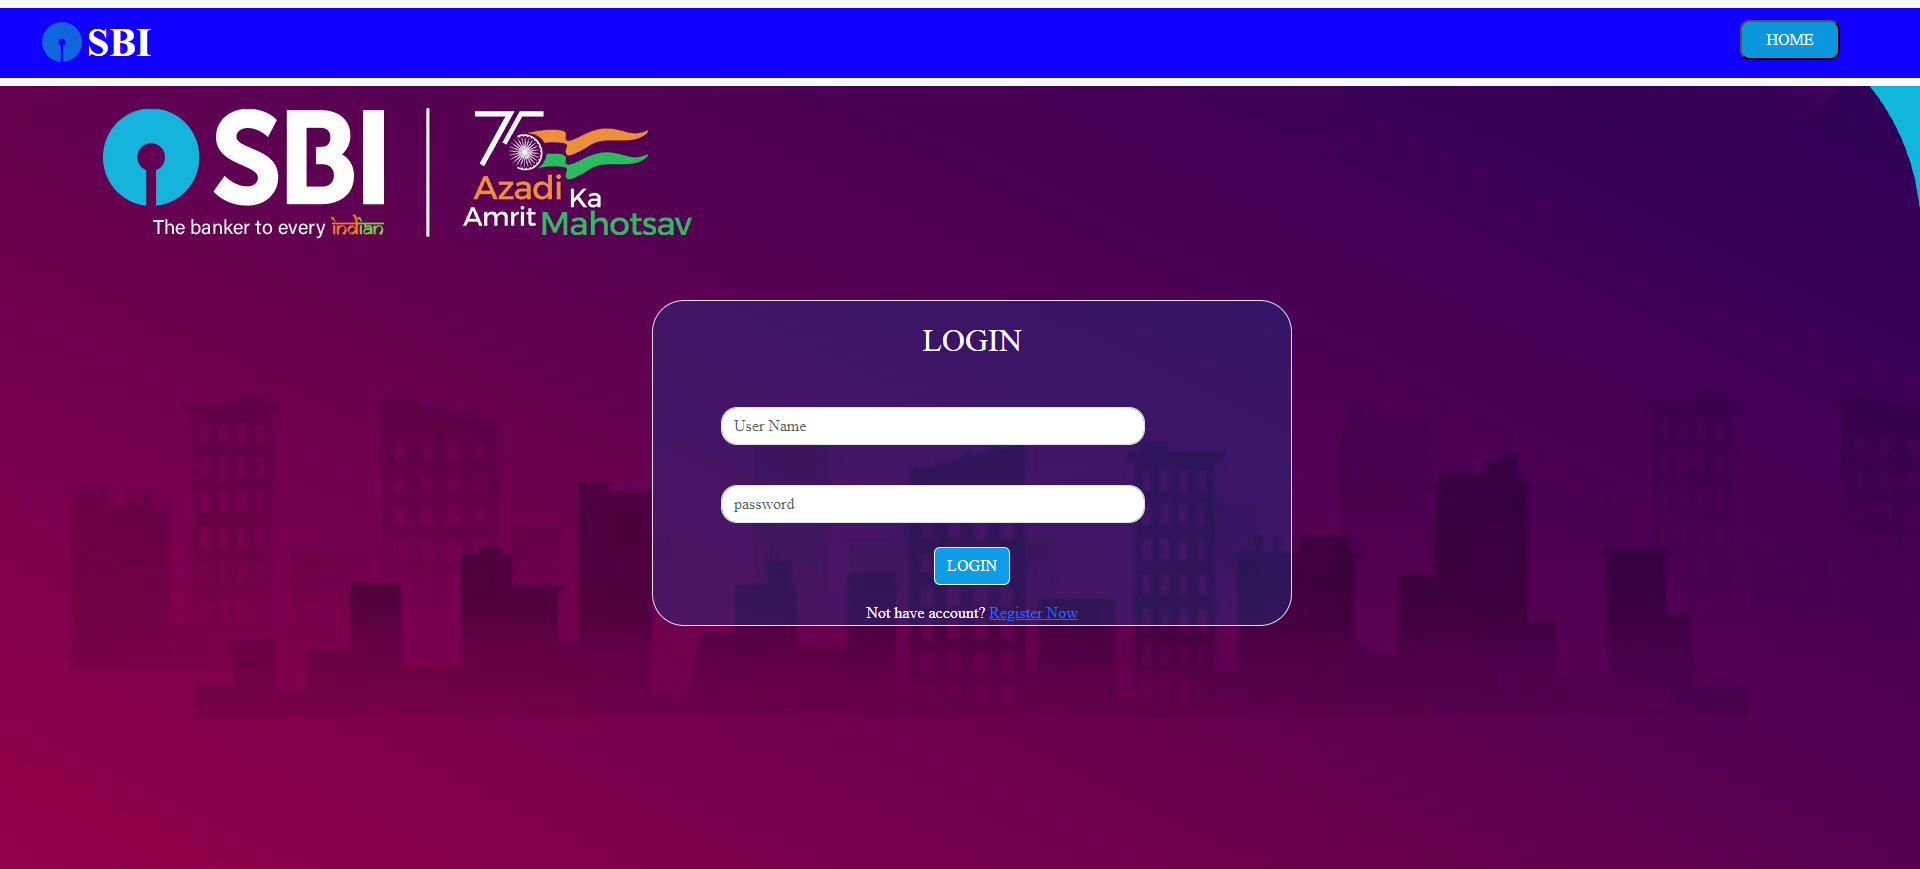 SBI
HOME
SBI
The banker to every indian
75
Azadi Ka
Amrit Mahotsav
LOGIN
User Name
password
LOGIN
Not have account? Register Now